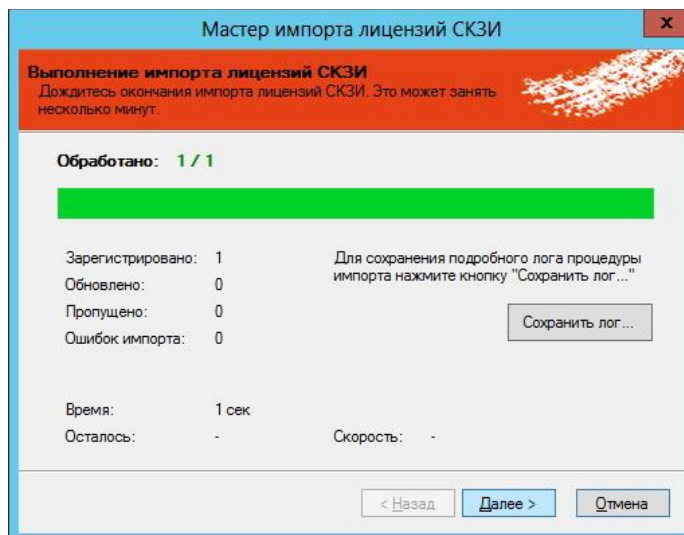 Мастер импорта лицензий СКЗИ
x
Выполнение импорта лицензий СКЗИ
Дождитесь окончания импорта лицензий СКЗИ. Это может занять
несколько минут.
Обработано: 1 / 1
Зарегистрировано: 1
Обновлено: 0
Пропущено: 0
Ошибок импорта: 0
Для сохранения подробного лога процедуры
импорта нажмите кнопку "Сохранить лог..."
Сохранить лог...
Время: 1 сек
Осталось: -
Скорость: -
< Назад
Далее >
Отмена